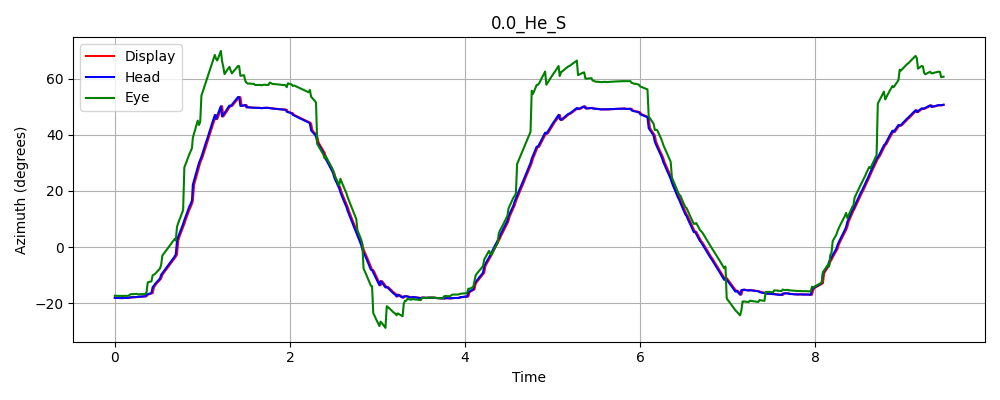 0.0_He_S
Display
Head
Eye
Azimuth (degrees)
60
40
20
0
−20
0 2 4 6 8
Time